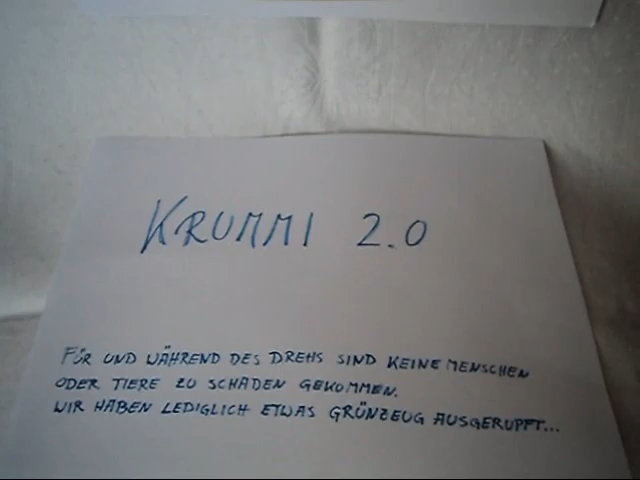 KRUMMI 2.0
FÜR UND WÄHREND DES DREHS SIND KEINE MENSCHEN
ODER TIERE ZU SCHADEN GEKOMMEN.
WIR HABEN LEDIGLICH ETWAS GRÜNZEUG AUSGERUPFT...